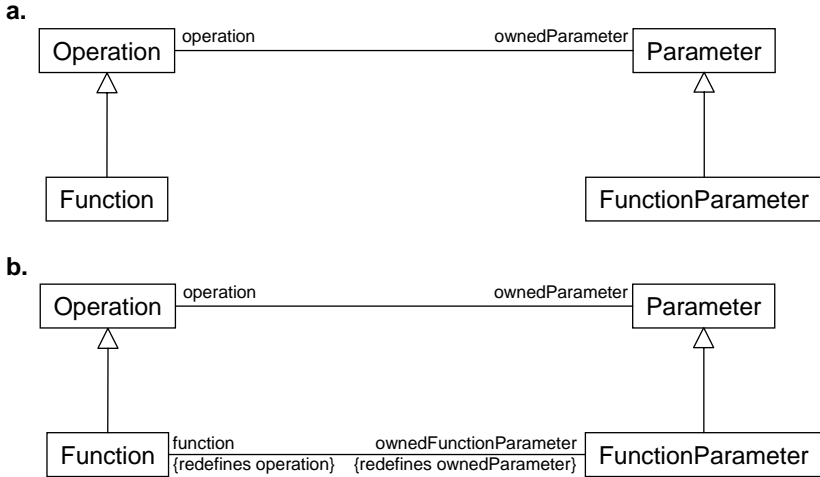 a.
operation ownedParameter
Operation Parameter
Function FunctionParameter
b.
operation ownedParameter
Operation Parameter
function ownedFunctionParameter
Function FunctionParameter
{redefines operation} {redefines ownedParameter}